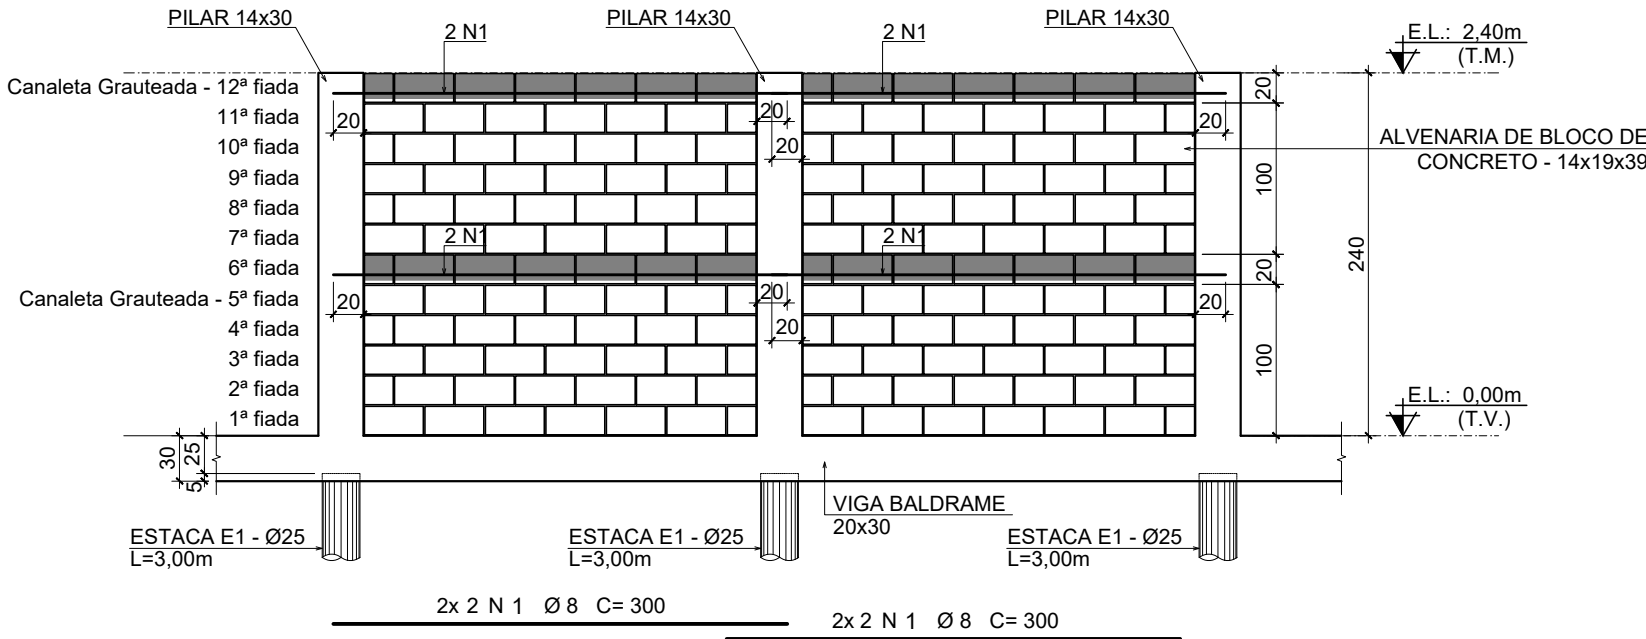 PILAR 14x30
PILAR 14x30
PILAR 14x30
2 N1
2 N1
E.L.: 2,40m
(T.M.)
Canaleta Grauteada - 12ª fiada
11ª fiada
10ª fiada
9ª fiada
8ª fiada
7ª fiada
6ª fiada
Canaleta Grauteada - 5ª fiada
4ª fiada
3ª fiada
2ª fiada
1ª fiada
20
20
20
20
20
ALVENARIA DE BLOCO DE
CONCRETO - 14x19x39
100
2 N1
2 N1
20
240
20
20
20
20
100
E.L.: 0,00m
(T.V.)
30
25
5
VIGA BALDRAME
20x30
ESTACA E1 - Ø25
L=3,00m
ESTACA E1 - Ø25
L=3,00m
ESTACA E1 - Ø25
L=3,00m
2x 2 N 1 Ø 8 C= 300
2x 2 N 1 Ø 8 C= 300